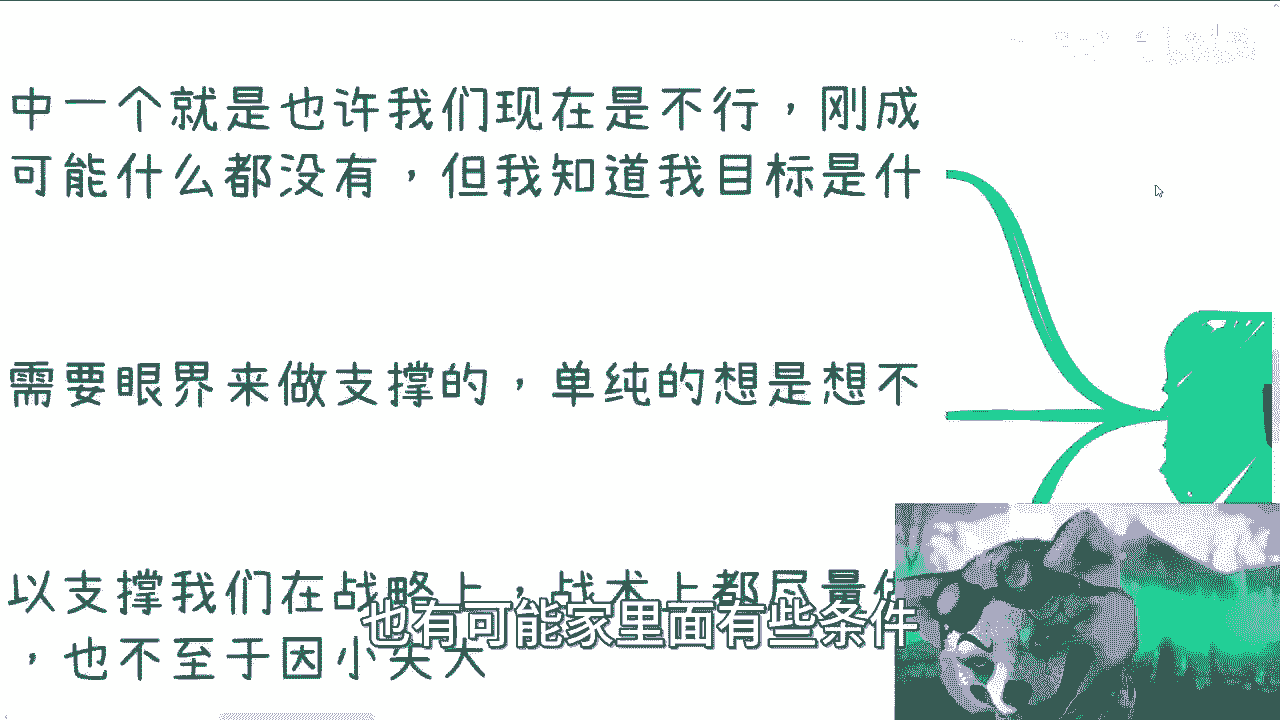 中一个就是也许我们现在是不行，刚成
可能什么都没有，但我知道我目标是什
需要眼界来做支撑的，单纯的想是想不
以支撑我们在战略上，战术上都尽量做
，也不至于因小失大
也有可能家里面有些条件